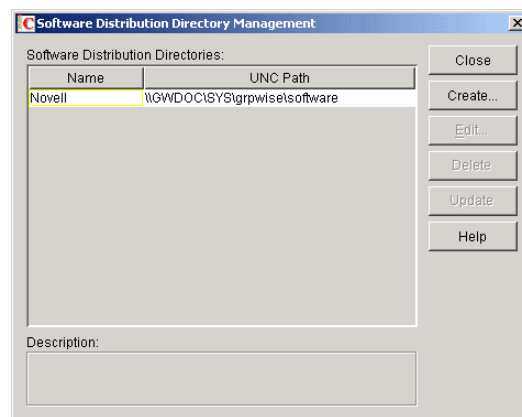 Software Distribution Directory Management
Software Distribution Directories:
Name UNC Path
Novell \\GWDOC\SYS\grpwise\software
Close
Create...
Edit...
Delete
Update
Help
Description: